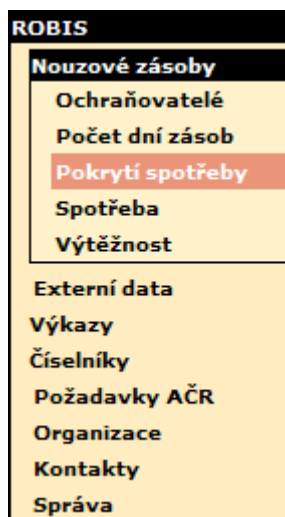 ROBIS
Nouzové zásoby
Ochraňovatelé
Počet dní zásob
Pokrytí spotřeby
Spotřeba
Výtěžnost
Externí data
Výkazy
Číselníky
Požadavky AČR
Organizace
Kontakty
Správa